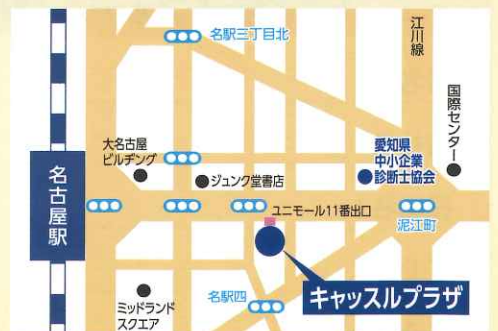 名駅三丁目北
江川線
国際センター
大名古屋
ビルヂング
愛知県
中小企業
診断士協会
ジュンク堂書店
名古屋駅
ユニモール11番出口
泥江町
キャッスルプラザ
名駅四
ミッドランド
スクエア